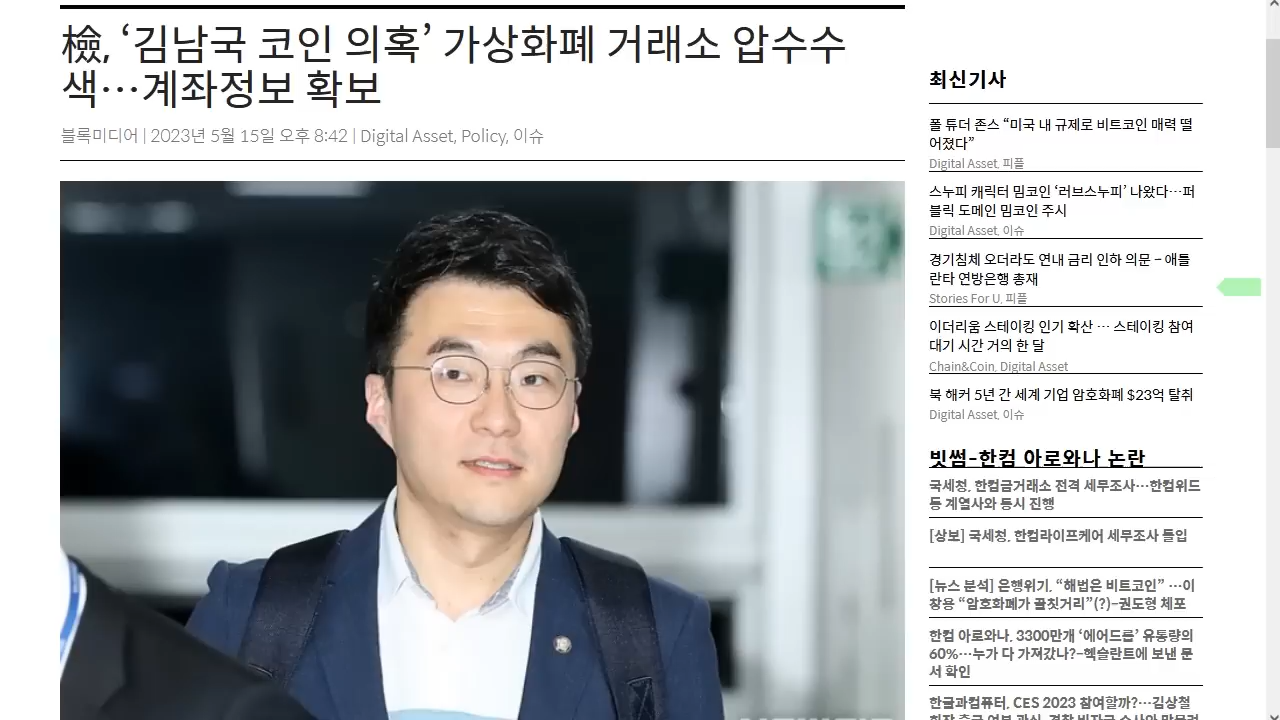 檢, ‘김남국 코인 의혹’ 가상화폐 거래소 압수수
색…계좌정보 확보
블록미디어 | 2023년 5월 15일 오후 8:42 | Digital Asset, Policy, 이슈
최신기사
폴 튜더 존스 “미국 내 규제로 비트코인 매력 떨
어졌다”
Digital Asset, 피플
스누피 캐릭터 밈코인 ‘러브스누피’ 나왔다…퍼
블릭 도메인 밈코인 주시
Digital Asset, 이슈
경기침체 오더라도 연내 금리 인하 의문 – 애틀
란타 연방은행 총재
Stories For U, 피플
이더리움 스테이킹 인기 확산 … 스테이킹 참여
대기 시간 거의 한 달
Chain&Coin, Digital Asset
북 해커 5년 간 세계 기업 암호화폐 $23억 탈취
Digital Asset, 이슈
빗썸-한컴 아로와나 논란
국세청, 한컴금거래소 전격 세무조사…한컴위드
등 계열사와 동시 진행
[상보] 국세청, 한컴라이프케어 세무조사 돌입
[뉴스 분석] 은행위기, “해법은 비트코인” …이
창용 “암호화폐가 골칫거리”(?)–권도형 체포
한컴 아로와나, 3300만개 ‘에어드롭’ 유통량의
60%…누가 다 가져갔나?–헥슬란트에 보낸 문
서 확인
한글과컴퓨터, CES 2023 참여할까?…김상철